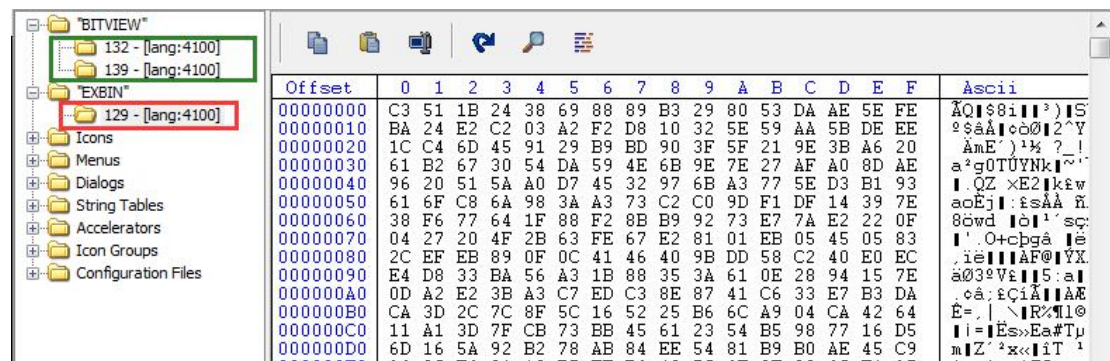 "BITVIEW"
132 - [lang:4100]
139 - [lang:4100]
"EXBIN"
129 - [lang:4100]
Icons
Menus
Dialogs
String Tables
Accelerators
Icon Groups
Configuration Files
Offset 0 1 2 3 4 5 6 7 8 9 A B C D E F Ascii
00000000 C3 51 1B 24 38 69 88 89 B3 29 80 53 DA AE 5E FE
00000010 BA 24 E2 C2 03 A2 F2 D8 10 32 5E 59 AA 5B DE EE
00000020 1C C4 6D 45 91 29 B9 BD 90 3F 5F 21 9E 3B A6 20
00000030 61 B2 67 30 54 DA 59 4E 6B 9E 7E 27 AF A0 8D AE
00000040 96 20 51 5A A0 D7 45 32 97 6B A3 77 5E D3 B1 93
00000050 61 6F C8 6A 98 3A A3 73 C2 C0 9D F1 DF 14 39 7E
00000060 38 F6 77 64 1F 88 F2 8B B9 92 73 E7 7A E2 22 0F
00000070 04 27 20 4F 2B 63 FE 67 E2 81 01 EB 05 45 05 83
00000080 2C EF EB 89 0F 0C 41 46 40 9B DD 58 C2 40 E0 EC
00000090 E4 D8 33 BA 56 A3 1B 88 35 3A 61 0E 28 94 15 7E
000000A0 0D A2 E2 3B A3 C7 ED C3 8E 87 41 C6 33 E7 B3 DA
000000B0 CA 3D 2C 7C 8F 5C 16 52 25 B6 6C A9 04 CA 42 64
000000C0 11 A1 3D 7F CB 73 BB 45 61 23 54 B5 98 77 16 D5
000000D0 6D 16 5A 92 B2 78 AB 84 EE 54 81 B9 B0 AE 45 C9